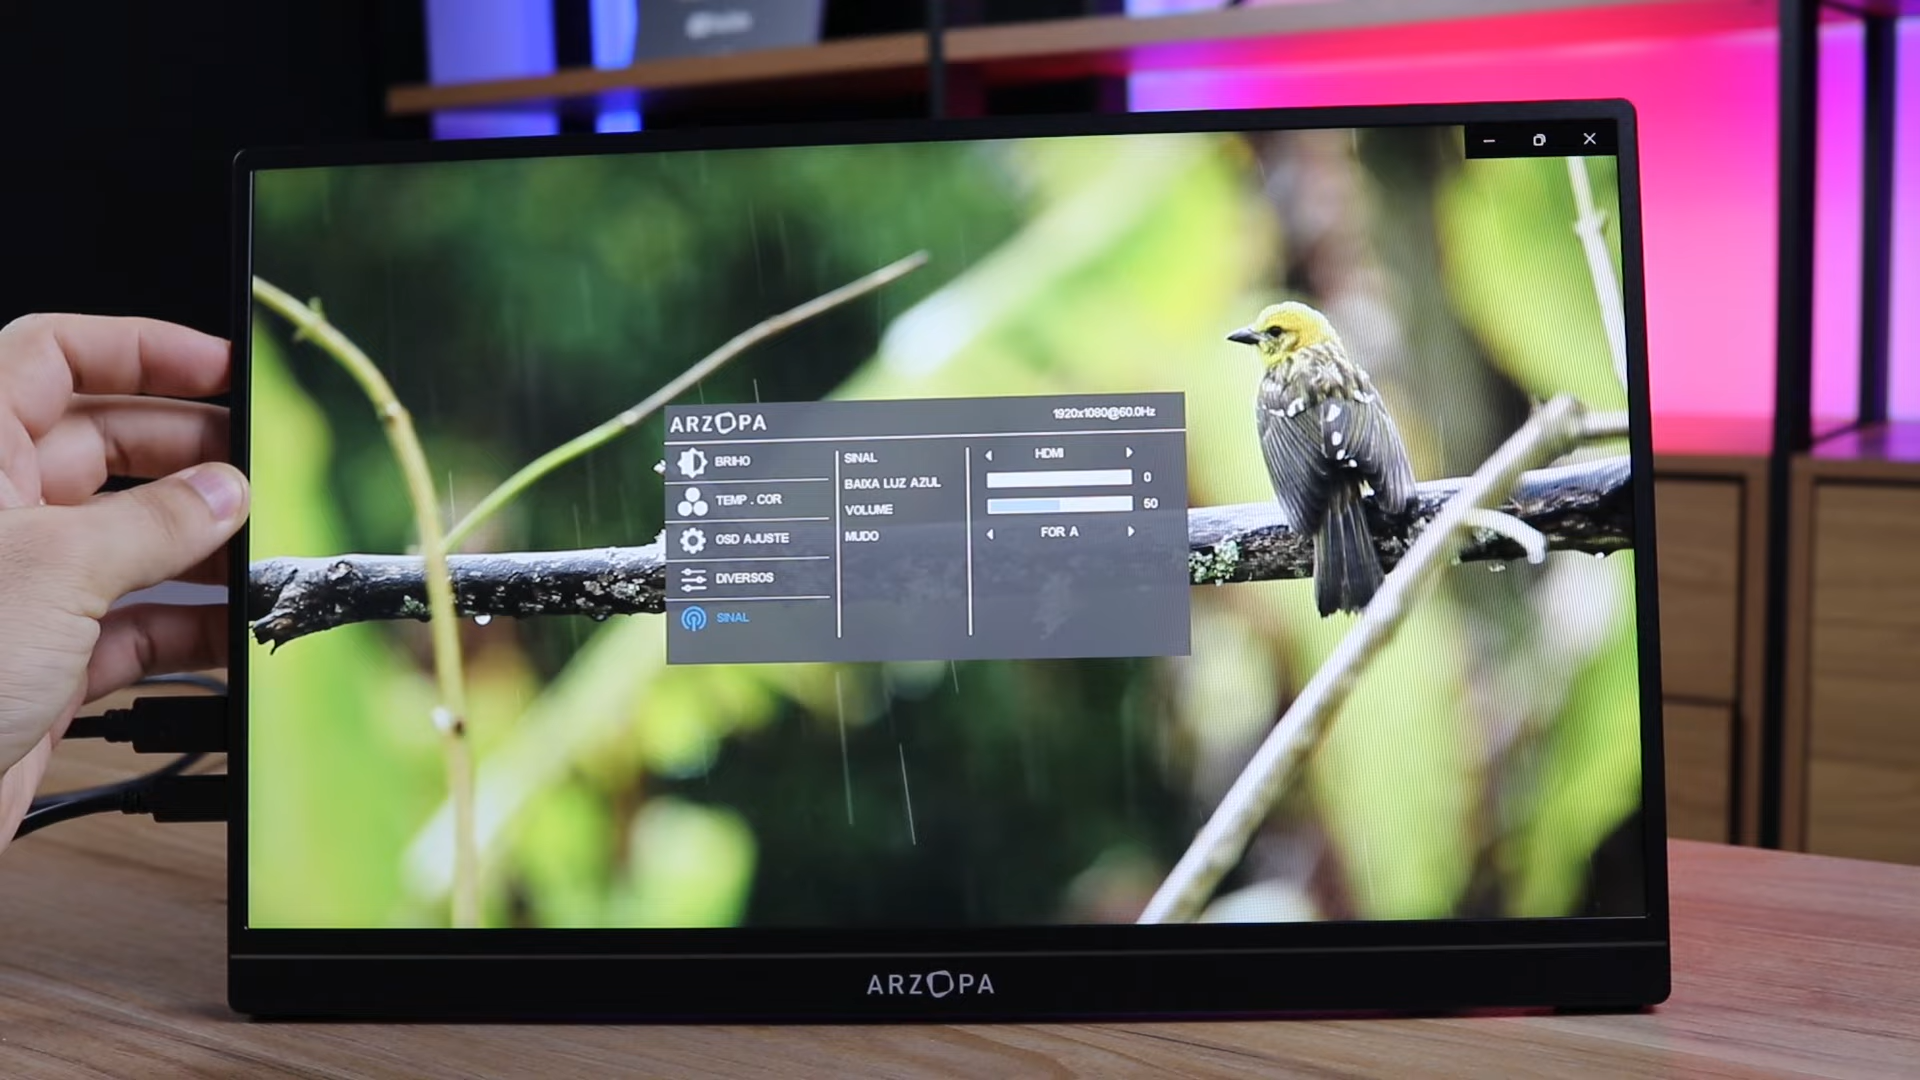 ARZOPA
1920x1080@60.0Hz
BRIHO
TEMP . COR
OSD AJUSTE
DIVERSOS
SINAL
SINAL
HDMI
BAIXA LUZ AZUL
0
VOLUME
50
MUDO
FOR A
ARZOPA